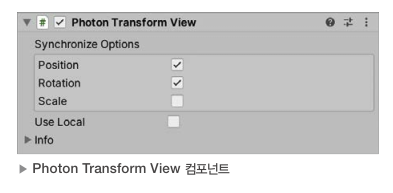 Photon Transform View
Synchronize Options
Position
Rotation
Scale
Use Local
Info
Photon Transform View 컴포넌트